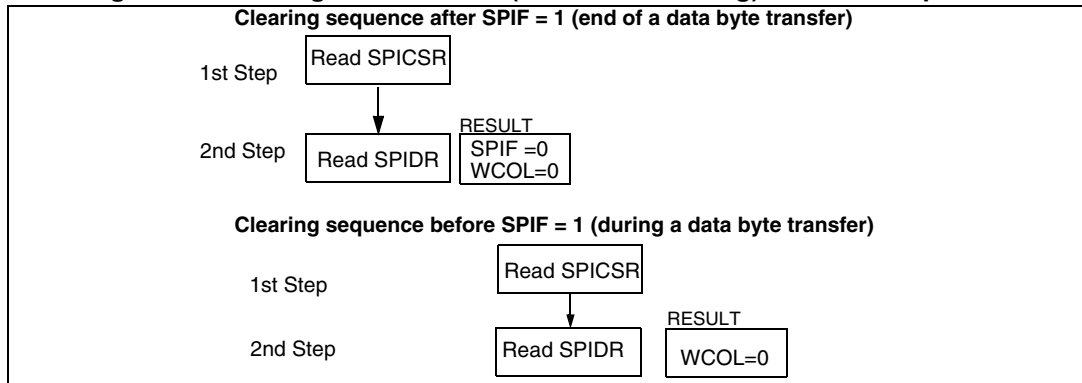 Clearing sequence after SPIF = 1 (end of a data byte transfer)
1st Step
Read SPICSR
RESULT
2nd Step
Read SPIDR
SPIF =0
WCOL=0
Clearing sequence before SPIF = 1 (during a data byte transfer)
1st Step
Read SPICSR
RESULT
2nd Step
Read SPIDR
WCOL=0